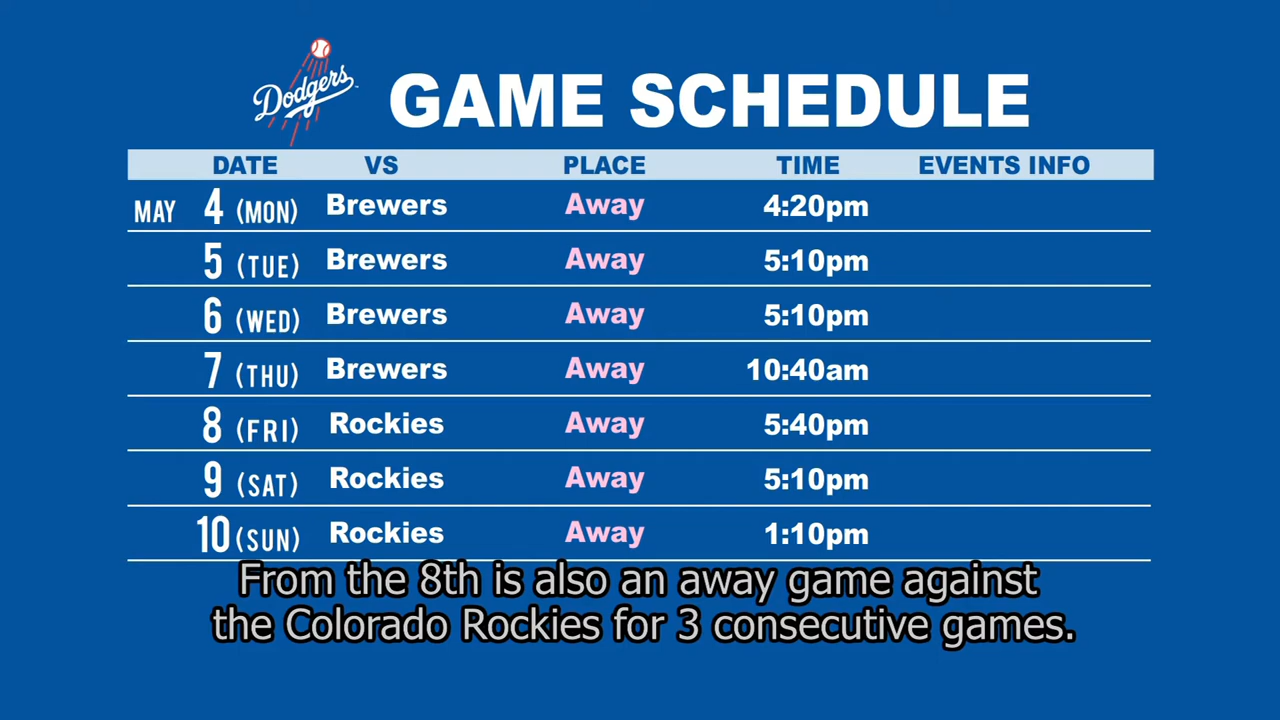 Dodgers GAME SCHEDULE
DATE VS PLACE TIME EVENTS INFO
MAY 4 (MON) Brewers Away 4:20pm
5 (TUE) Brewers Away 5:10pm
6 (WED) Brewers Away 5:10pm
7 (THU) Brewers Away 10:40am
8 (FRI) Rockies Away 5:40pm
9 (SAT) Rockies Away 5:10pm
10 (SUN) Rockies Away 1:10pm
From the 8th is also an away game against
the Colorado Rockies for 3 consecutive games.